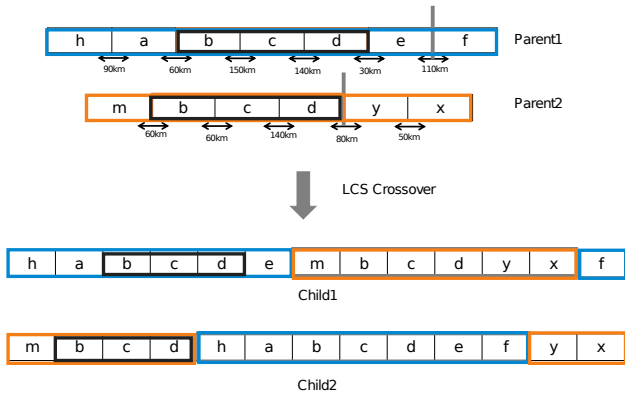 h a b c d e f Parent1
90km 60km 150km 140km 30km 110km
m b c d y x Parent2
60km 60km 140km 80km 50km
LCS Crossover
h a b c d e m b c d y x f
Child1
m b c d h a b c d e f y x
Child2